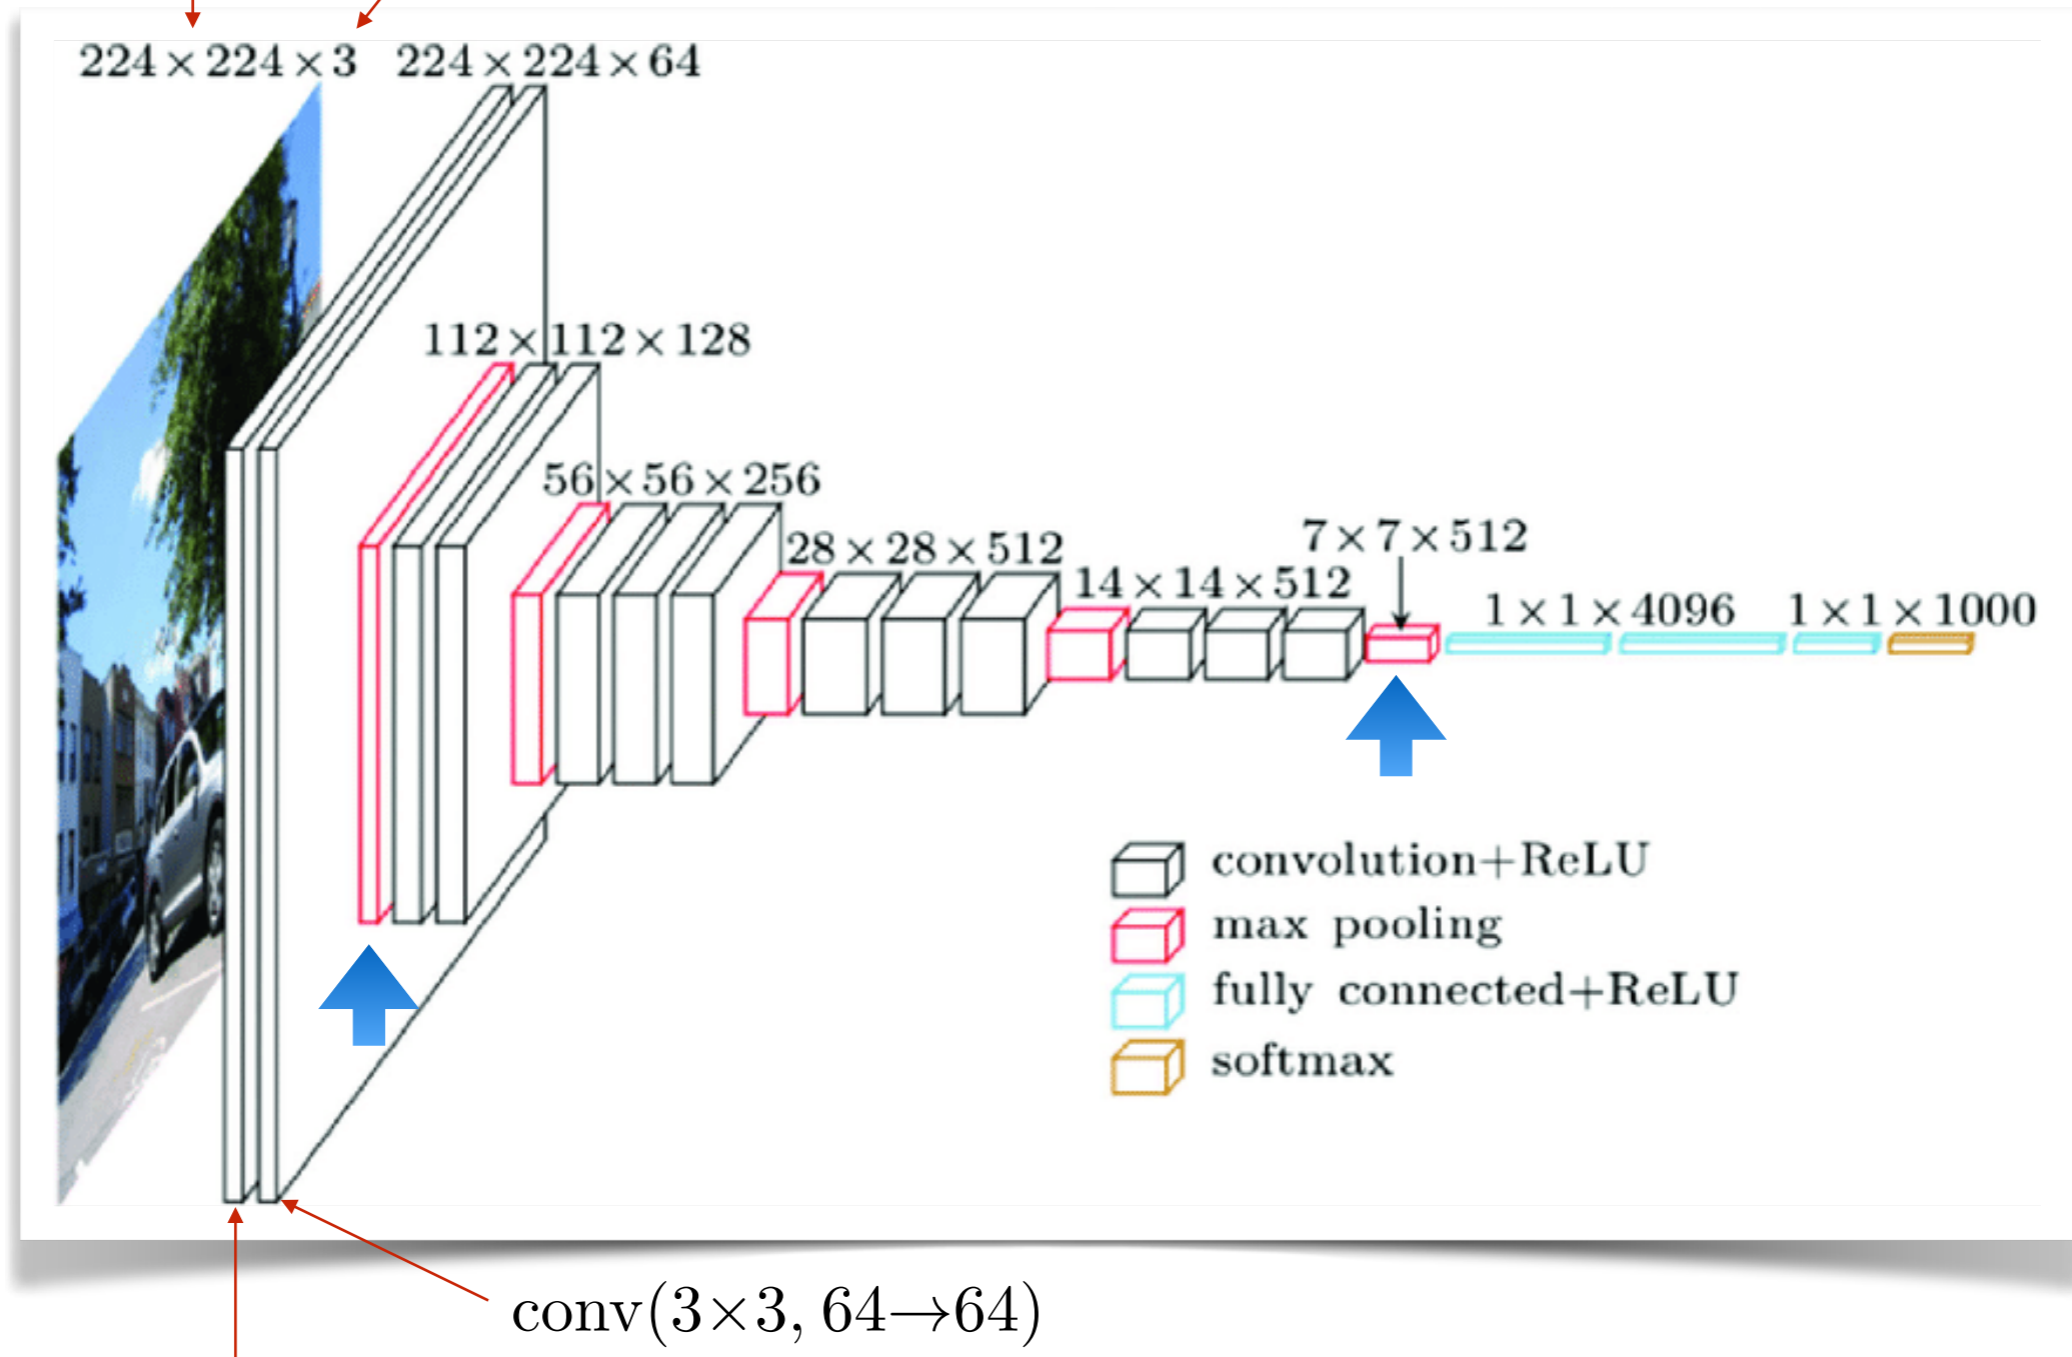 224×224×3
224×224×64
112×112×128
56×56×256
28×28×512
14×14×512
7×7×512
1×1×4096
1×1×1000
convolution+ReLU
max pooling
fully connected+ReLU
softmax
conv(3×3, 64→64)